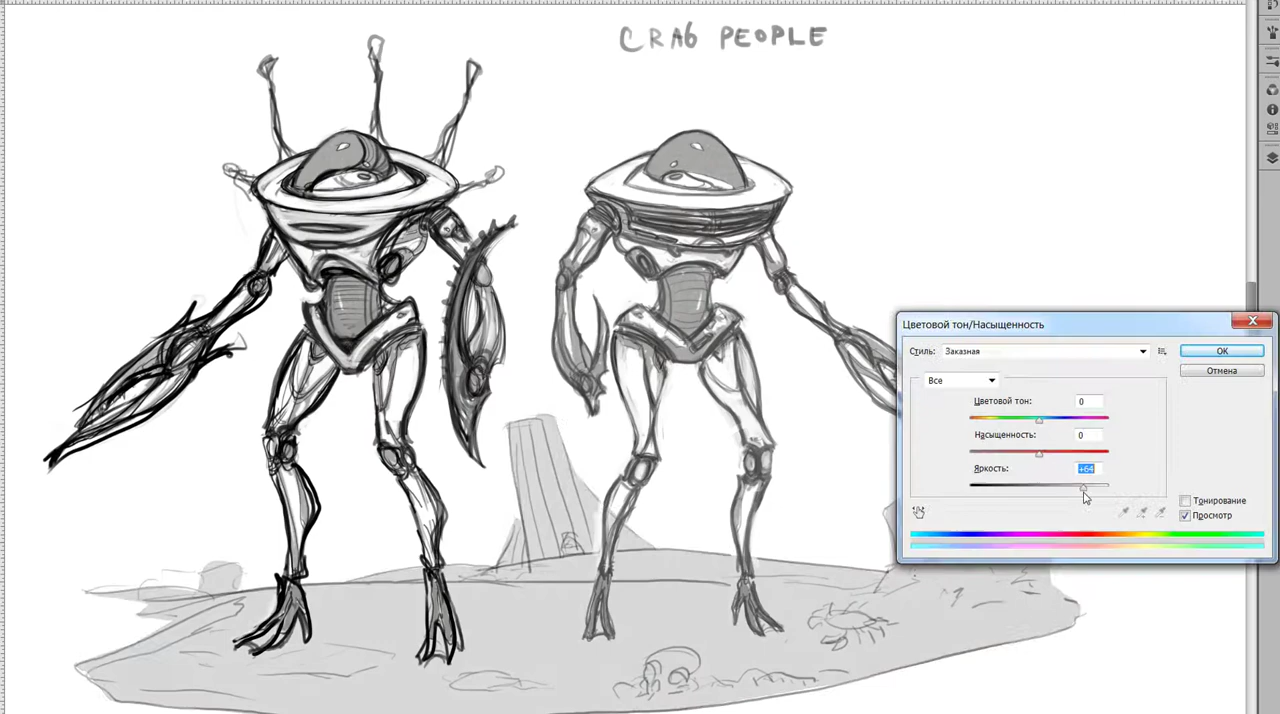 CRAB PEOPLE
Цветовой тон/Насыщенность
Стиль: Заказная
OK
Отмена
Все
Цветовой тон: 0
Насыщенность: 0
Яркость: +64
Тонирование
Просмотр